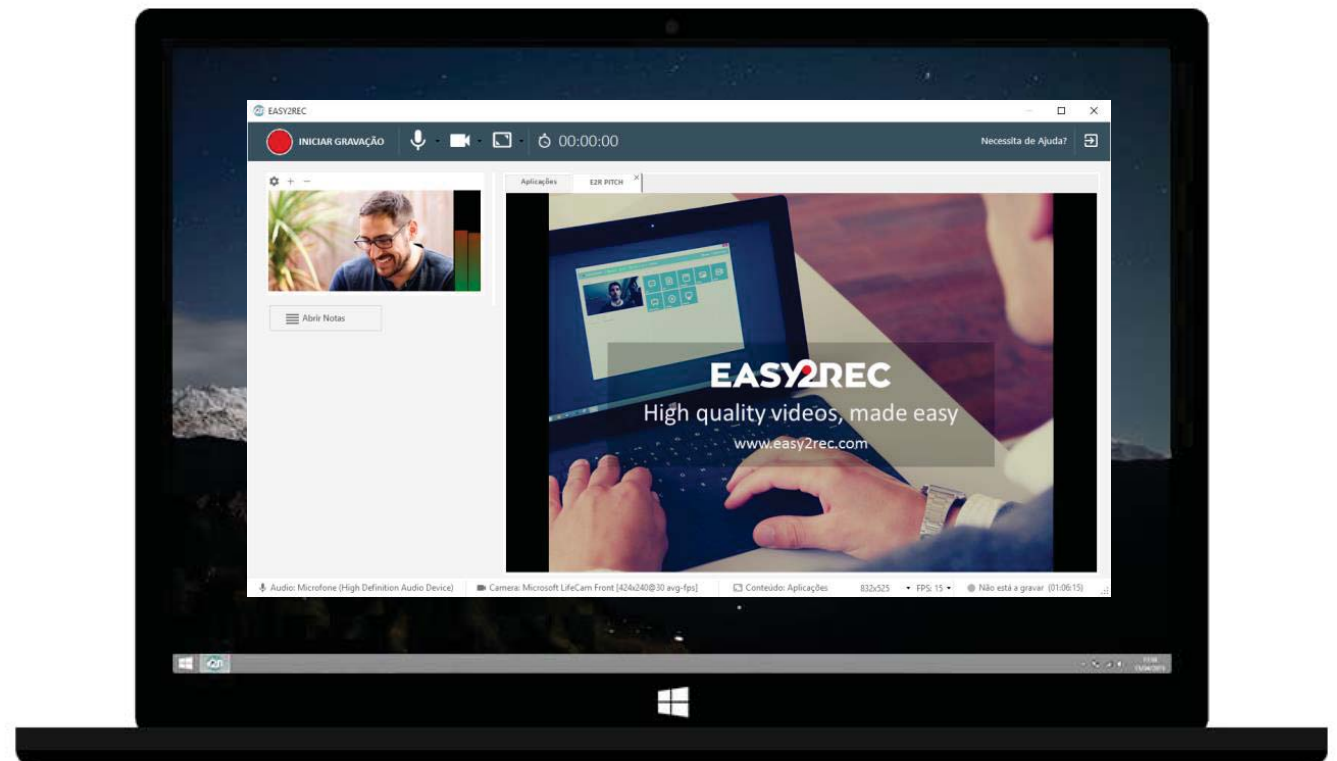 EASY2REC
INICIAR GRAVAÇÃO
00:00:00
Necessita de Ajuda?
Aplicações
E2R PITCH
Abrir Notas
EASY2REC
High quality videos, made easy
www.easy2rec.com
Audio: Microfone (High Definition Audio Device)
Camera: Microsoft LifeCam Front [424x240@30 avg-fps]
Conteúdo: Aplicações
832x525
FPS: 15
Não está a gravar (01:06:15)